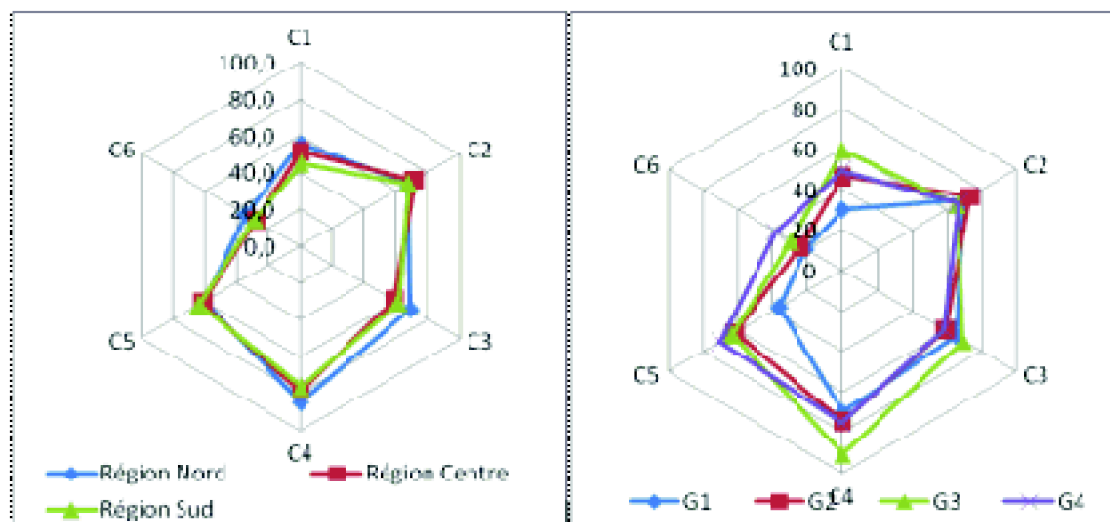 C1
100,0
80,0
60,0
40,0
20,0
0,0
C2
C3
C4
C5
C6
Région Nord
Région Centre
Région Sud
C1
100
80
60
40
20
0
C2
C3
C4
C5
C6
G1
G2
G3
G4